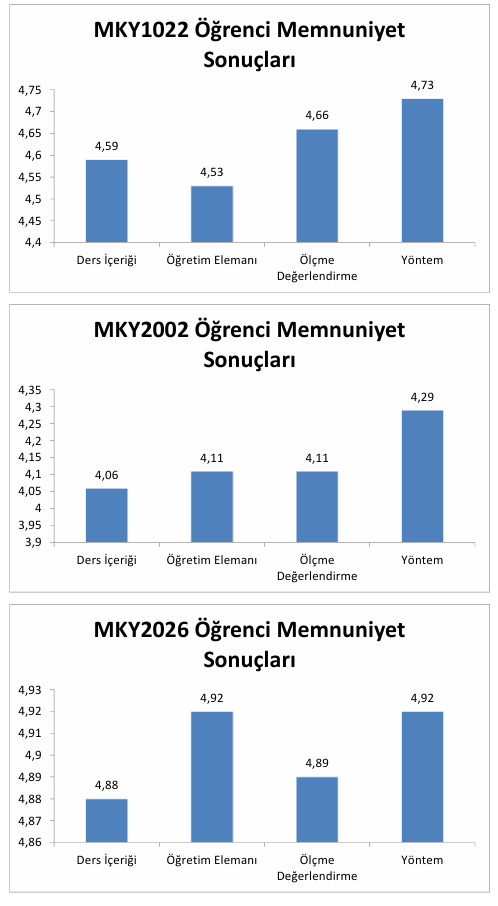 MKY1022 Öğrenci Memnuniyet
Sonuçları
4,75
4,7
4,65
4,6
4,55
4,5
4,45
4,4
4,59
4,53
4,66
4,73
Ders İçeriği
Öğretim Elemanı
Ölçme
Değerlendirme
Yöntem
MKY2002 Öğrenci Memnuniyet
Sonuçları
4,35
4,3
4,25
4,2
4,15
4,1
4,05
4
3,95
3,9
4,06
4,11
4,11
4,29
Ders İçeriği
Öğretim Elemanı
Ölçme
Değerlendirme
Yöntem
MKY2026 Öğrenci Memnuniyet
Sonuçları
4,93
4,92
4,91
4,9
4,89
4,88
4,87
4,86
4,88
4,92
4,89
4,92
Ders İçeriği
Öğretim Elemanı
Ölçme
Değerlendirme
Yöntem